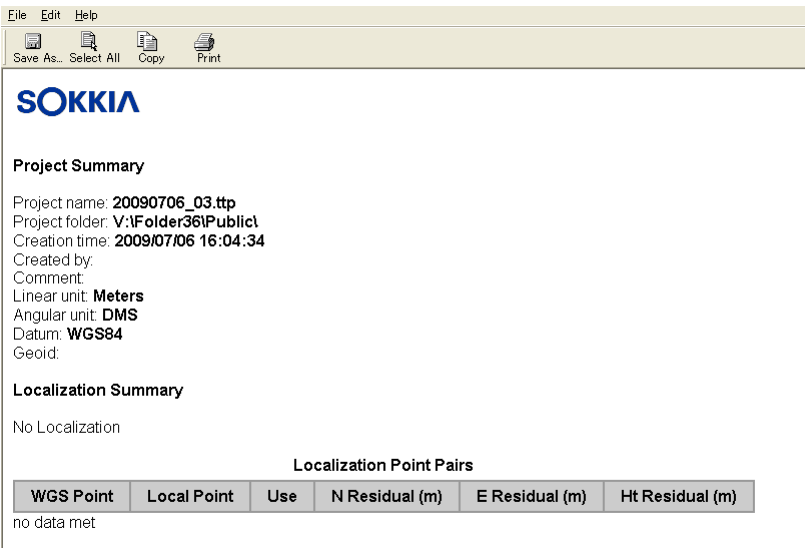 File Edit Help
Save As... Select All Copy Print
SOKKIA
Project Summary
Project name: 20090706_03.ttp
Project folder: V:\Folder36\Public\
Creation time: 2009/07/06 16:04:34
Created by:
Comment:
Linear unit: Meters
Angular unit: DMS
Datum: WGS84
Geoid:
Localization Summary
No Localization
Localization Point Pairs
WGS Point Local Point Use N Residual (m) E Residual (m) Ht Residual (m)
no data met